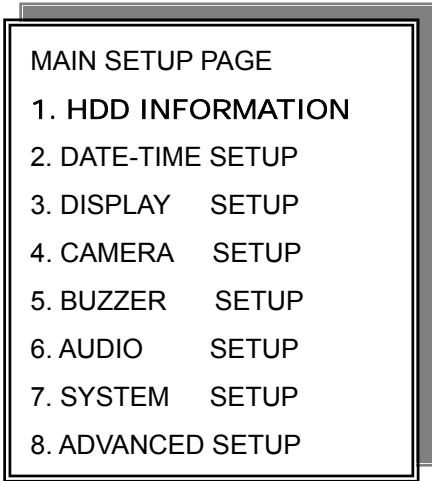 MAIN SETUP PAGE
1. HDD INFORMATION
2. DATE-TIME SETUP
3. DISPLAY SETUP
4. CAMERA SETUP
5. BUZZER SETUP
6. AUDIO SETUP
7. SYSTEM SETUP
8. ADVANCED SETUP